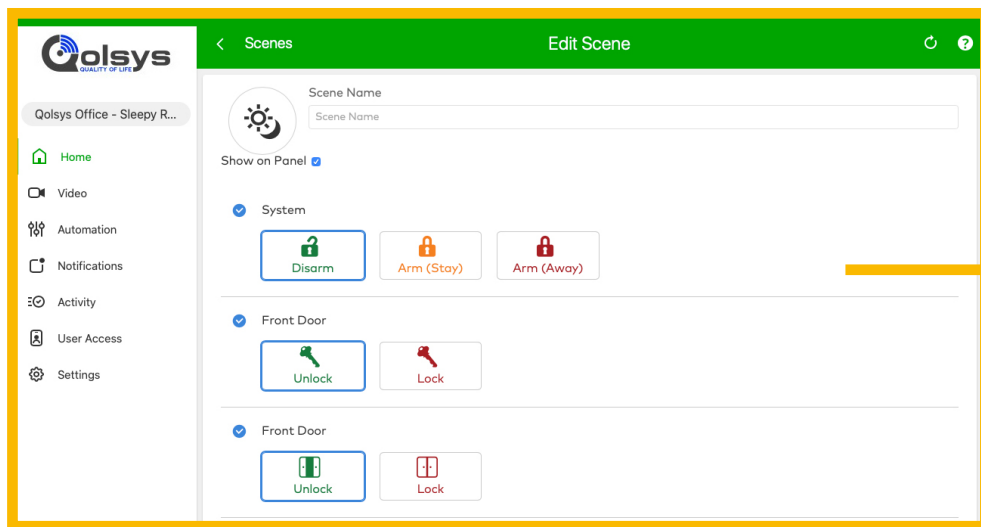 Qolsys
QUALITY OF LIFE
Scenes
Edit Scene
?
Qolsys Office - Sleepy R...
Home
Video
Automation
Notifications
Activity
User Access
Settings
Scene Name
Scene Name
Show on Panel
System
Disarm
Arm (Stay)
Arm (Away)
Front Door
Unlock
Lock
Front Door
Unlock
Lock